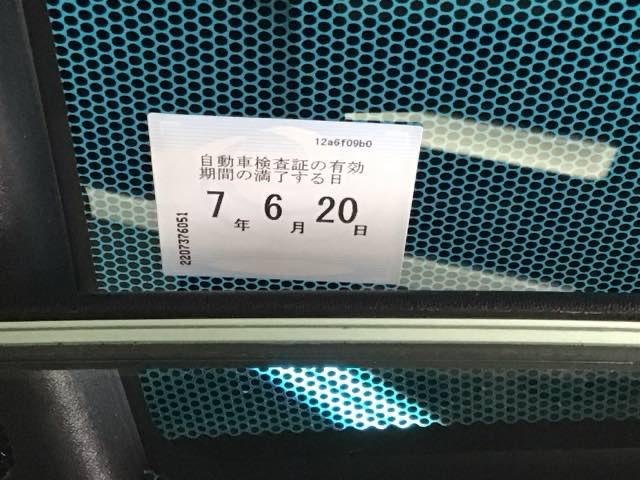 12a6f09b0
自動車検査証の有効
期間の満了する日
7年 6月 20日
2207376051